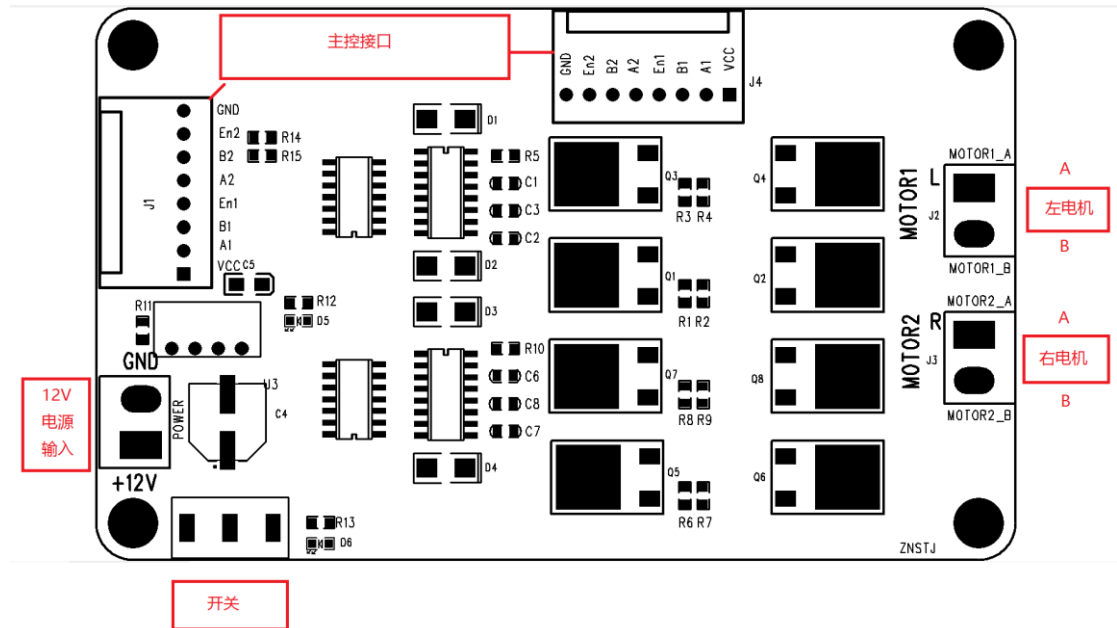 主控接口
GND
En2
B2
A2
En1
B1
A1
VCC
J4
GND
En2
B2
A2
En1
B1
A1
VCC
J1
C5
R14
R15
D1
R5
C1
C3
C2
D2
D3
R12
D5
R11
Q3
R3 R4
Q4
Q1
R1 R2
Q2
MOTOR1
L
MOTOR1_A
J2
MOTOR1_B
A
左电机
B
MOTOR2
R
MOTOR2_A
J3
MOTOR2_B
A
右电机
B
GND
POWER
+12V
12V
电源
输入
U3
C4
R10
C6
C8
C7
D4
Q7
R8 R9
Q8
Q5
R6 R7
Q6
R13
D6
ZNSTJ
开关